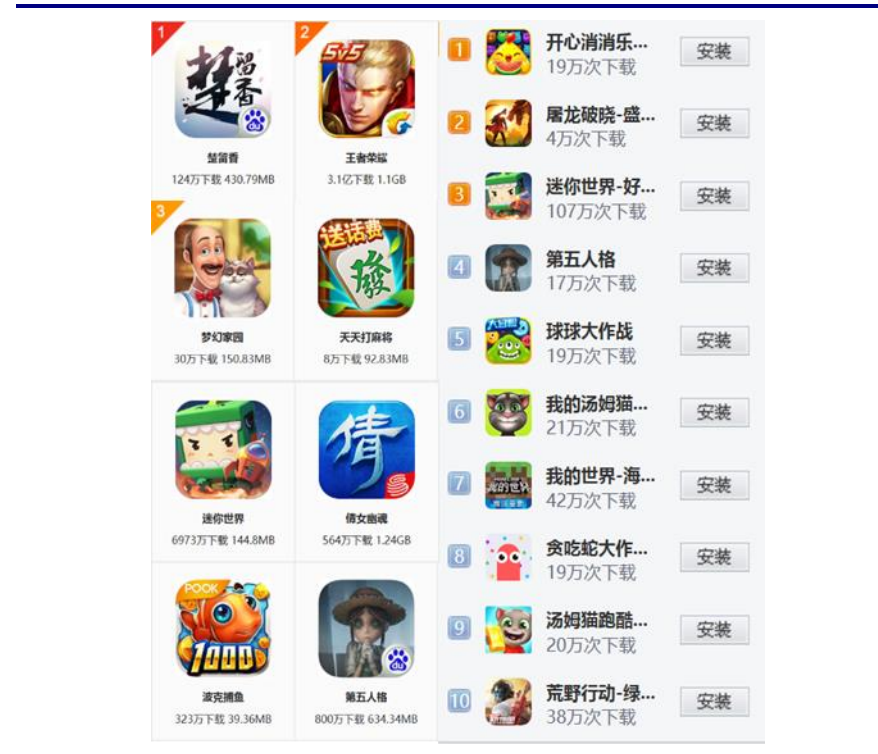 1
楚留香
du
楚留香
124万下载 430.79MB
2
5v5
王者荣耀
3.1亿下载 1.1GB
3
梦幻家园
30万下载 150.83MB
送话费
發
天天打麻将
8万下载 92.83MB
迷你世界
6973万下载 144.8MB
倩
倩女幽魂
564万下载 1.24GB
POOK
1000
波克捕鱼
323万下载 39.36MB
du
第五人格
800万下载 634.34MB
1
开心消消乐...
19万次下载
安装
2
屠龙破晓-盛...
4万次下载
安装
3
迷你世界-好...
107万次下载
安装
4
第五人格
17万次下载
安装
5
球球大作战
19万次下载
安装
6
我的汤姆猫...
21万次下载
安装
7
我的世界
我的世界-海...
42万次下载
安装
8
贪吃蛇大作...
19万次下载
安装
9
汤姆猫跑酷...
20万次下载
安装
10
荒野行动-绿...
38万次下载
安装